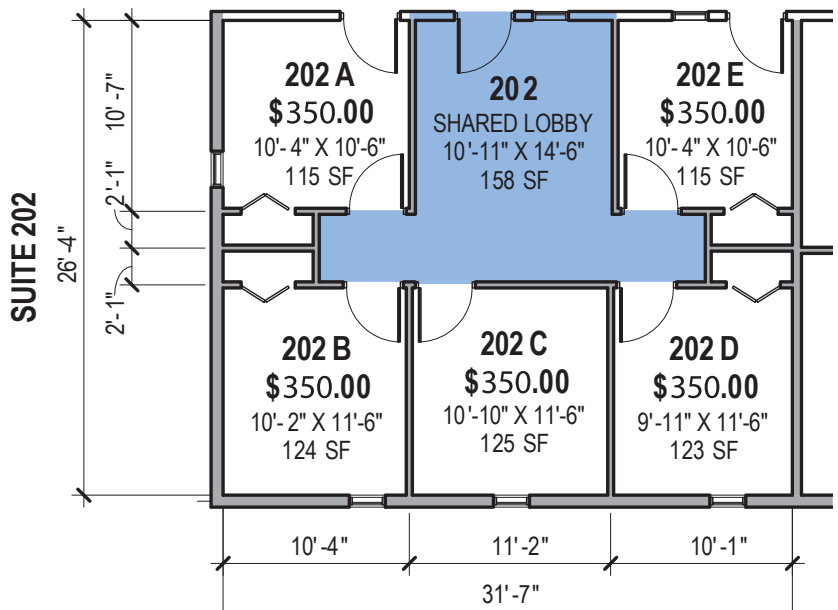 SUITE 202
26'-4"
10'-7"
2'-1"
2'-1"
202 A
$350.00
10'-4" X 10'-6"
115 SF
202
SHARED LOBBY
10'-11" X 14'-6"
158 SF
202 E
$350.00
10'-4" X 10'-6"
115 SF
202 B
$350.00
10'-2" X 11'-6"
124 SF
202 C
$350.00
10'-10" X 11'-6"
125 SF
202 D
$350.00
9'-11" X 11'-6"
123 SF
10'-4"
11'-2"
10'-1"
31'-7"